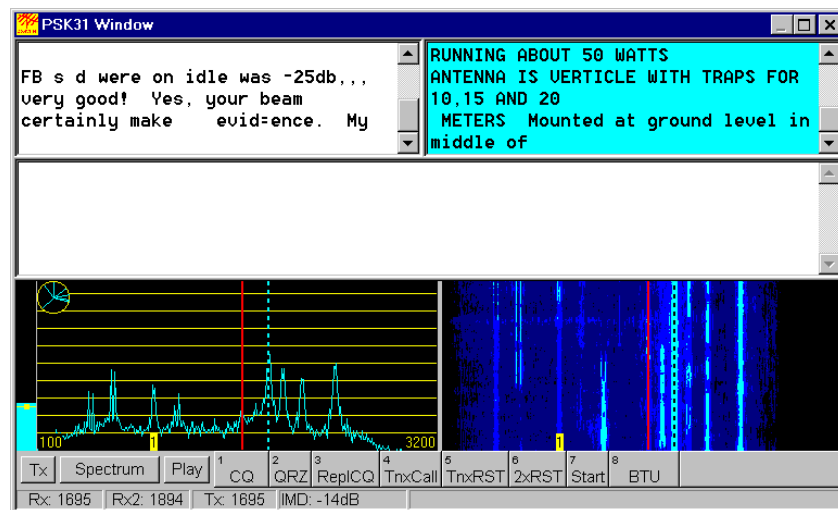 PSK31 Window
FB s d were on idle was -25db,,,
very good!  Yes, your beam
certainly make    evid=ence.  My
RUNNING ABOUT 50 WATTS
ANTENNA IS VERTICLE WITH TRAPS FOR
10,15 AND 20
METERS  Mounted at ground level in
middle of
100
1
3200
1
Tx
Spectrum
Play
1 CQ
2 QRZ
3 ReplCQ
4 TnxCall
5 TnxRST
6 2xRST
7 Start
8 BTU
Rx: 1695
Rx2: 1894
Tx: 1695
IMD: -14dB